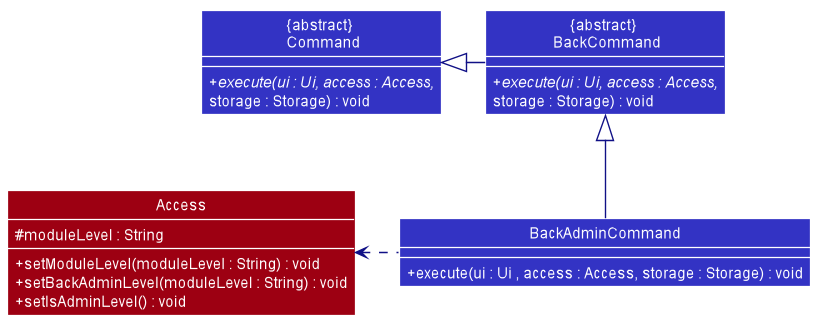 {abstract}
Command
+execute(ui : Ui, access : Access,
storage : Storage) : void
{abstract}
BackCommand
+execute(ui : Ui, access : Access,
storage : Storage) : void
Access
#moduleLevel : String
+setModuleLevel(moduleLevel : String) : void
+setBackAdminLevel(moduleLevel : String) : void
+setIsAdminLevel() : void
BackAdminCommand
+execute(ui : Ui , access : Access, storage : Storage) : void